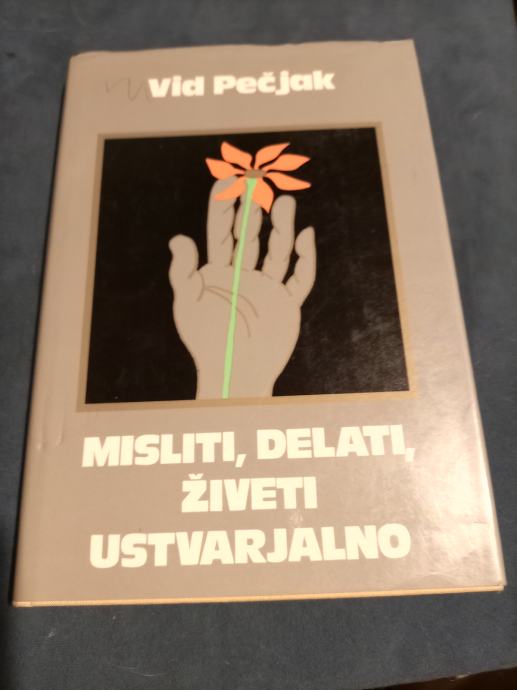 Vid Pečjak
MISLITI, DELATI,
ŽIVETI
USTVARJALNO